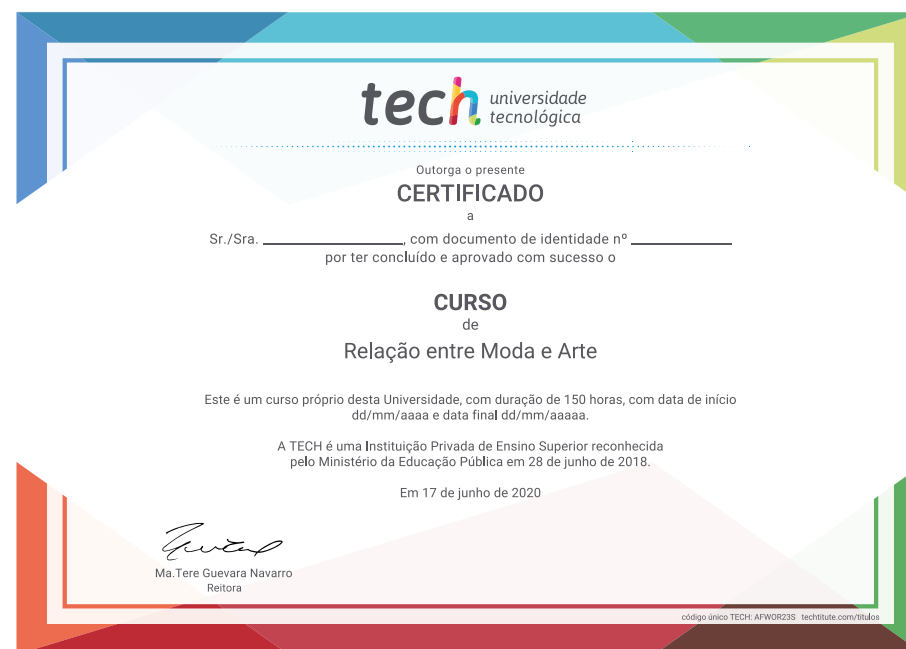 tech universidade
tecnológica
Outorga o presente
CERTIFICADO
a
Sr./Sra. ____________________, com documento de identidade nº ______________
por ter concluído e aprovado com sucesso o
CURSO
de
Relação entre Moda e Arte
Este é um curso próprio desta Universidade, com duração de 150 horas, com data de início
dd/mm/aaaa e data final dd/mm/aaaaa.
A TECH é uma Instituição Privada de Ensino Superior reconhecida
pelo Ministério da Educação Pública em 28 de junho de 2018.
Em 17 de junho de 2020
Ma.Tere Guevara Navarro
Reitora
código único TECH: AFWOR23S techtitute.com/titulos